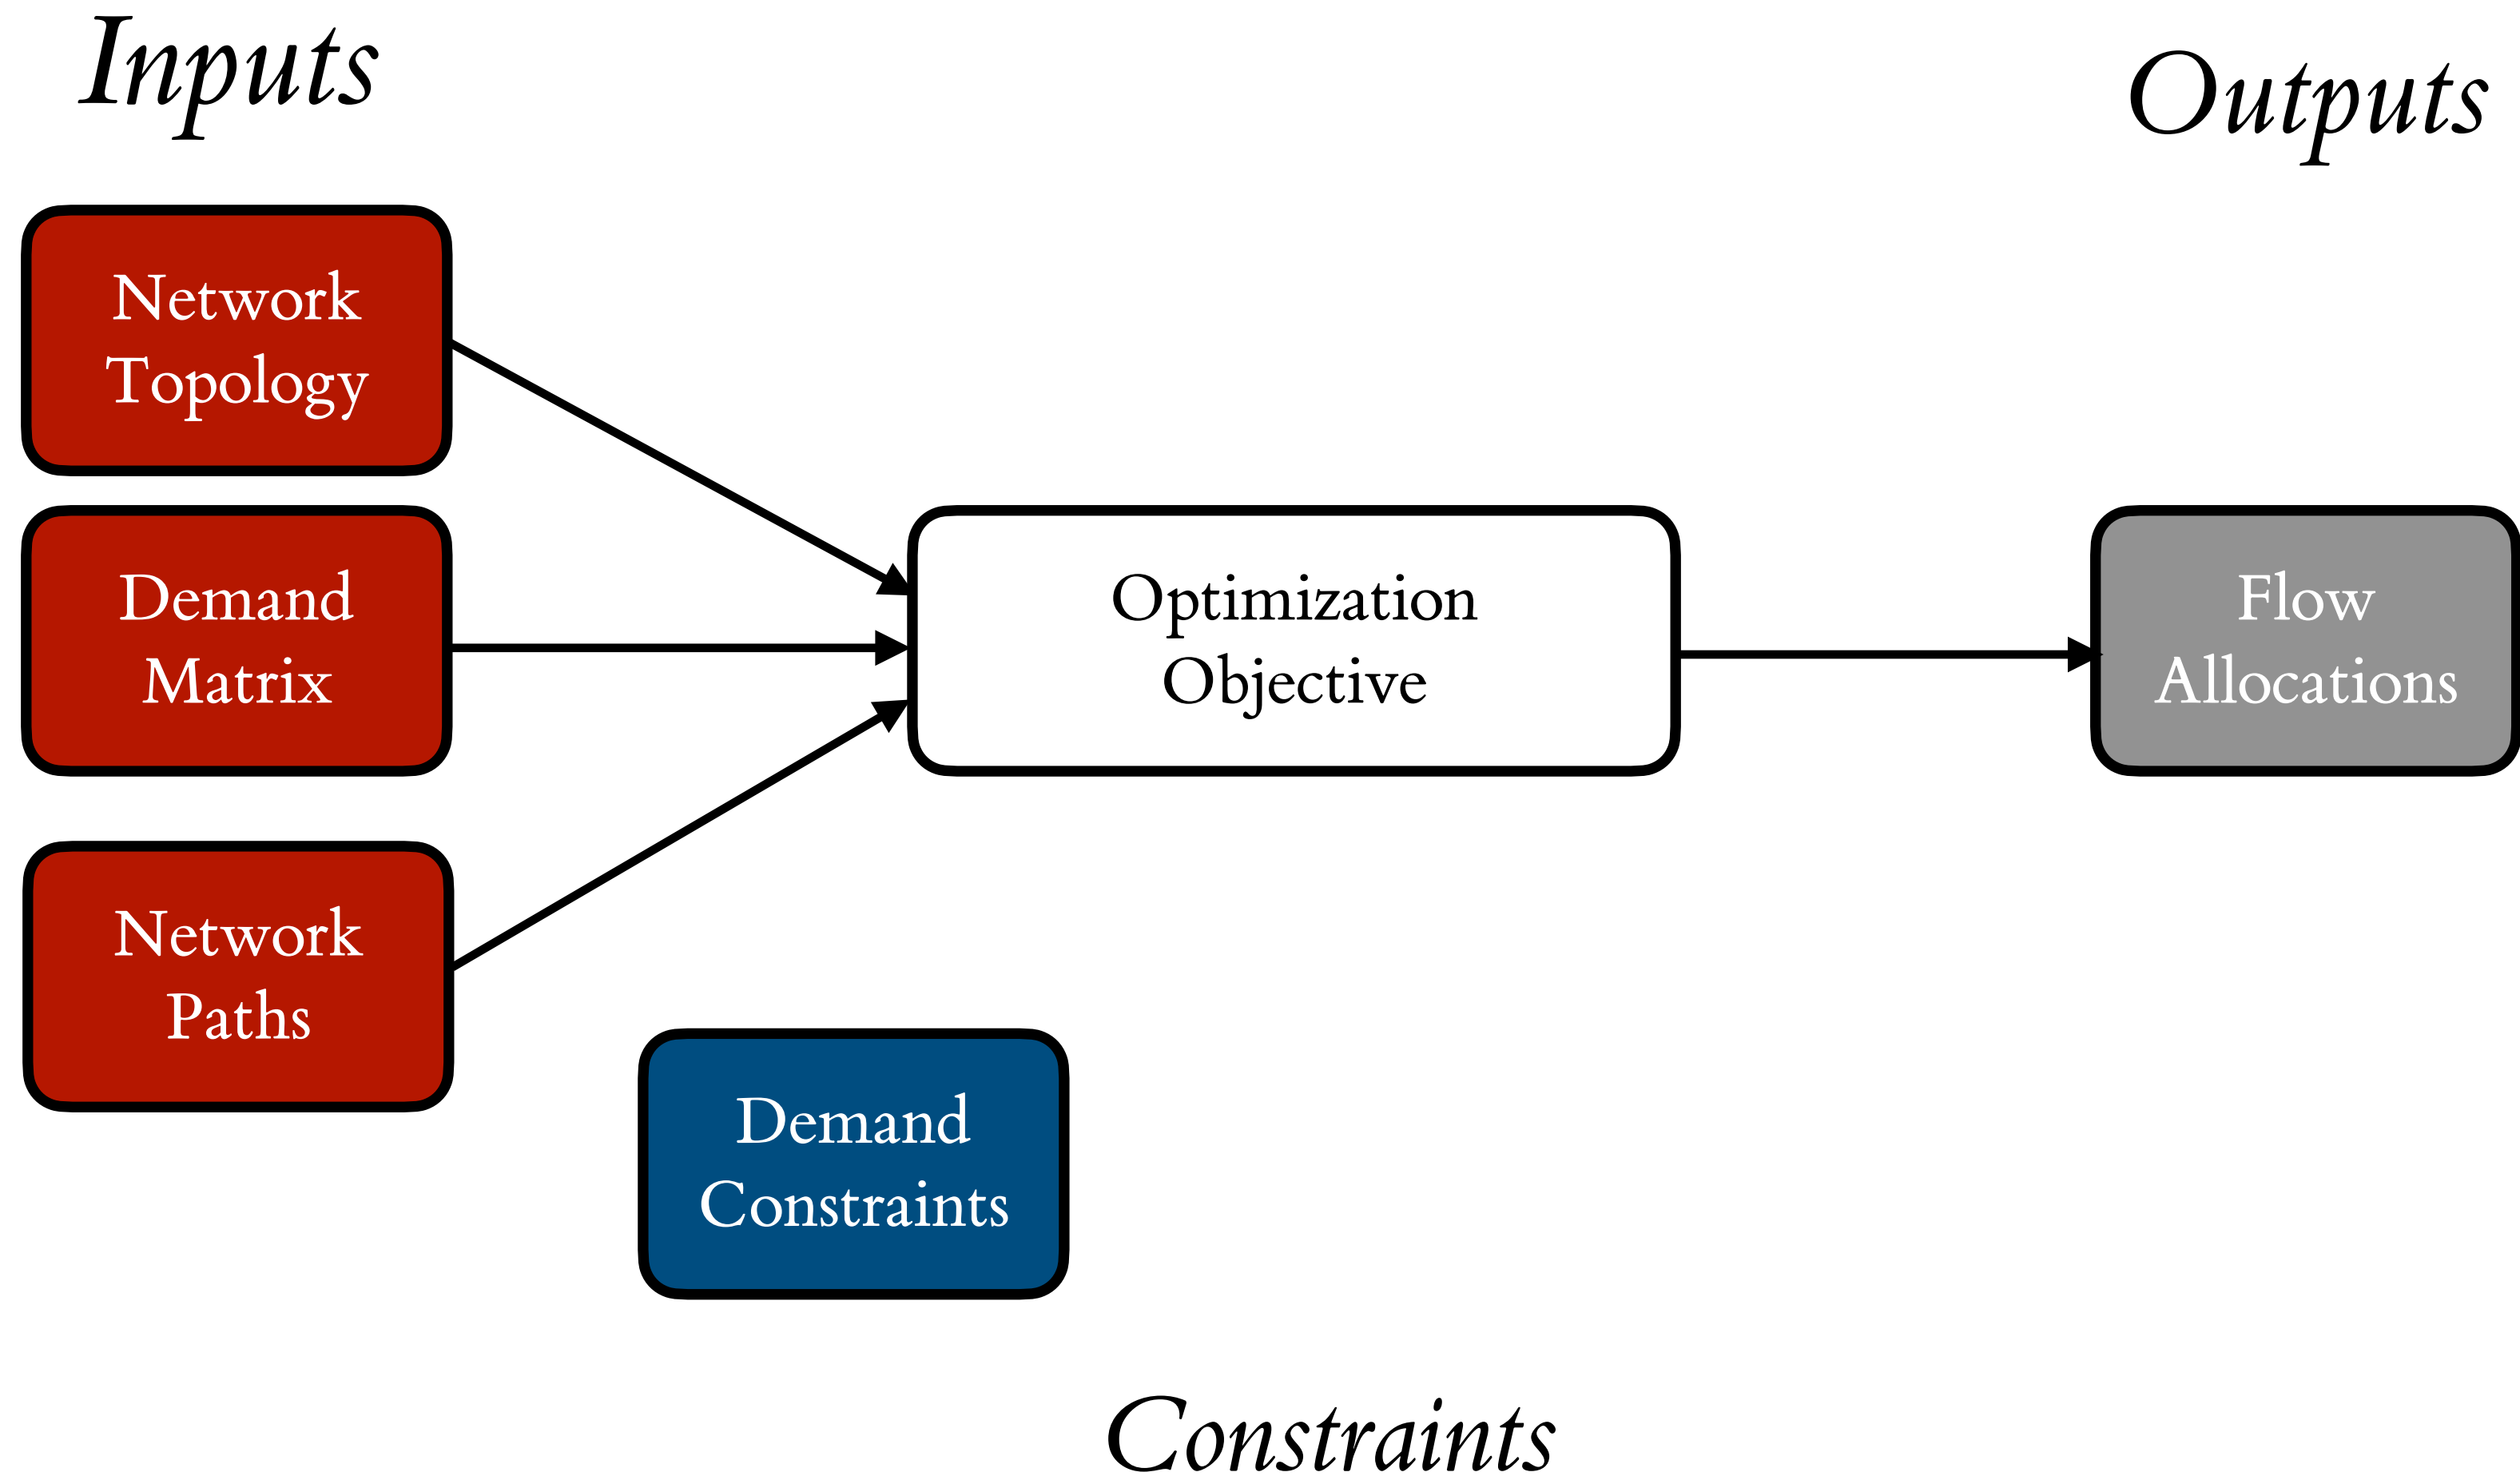 Inputs
Outputs
Network
Topology
Demand
Matrix
Network
Paths
Optimization
Objective
Flow
Allocations
Demand
Constraints
Constraints